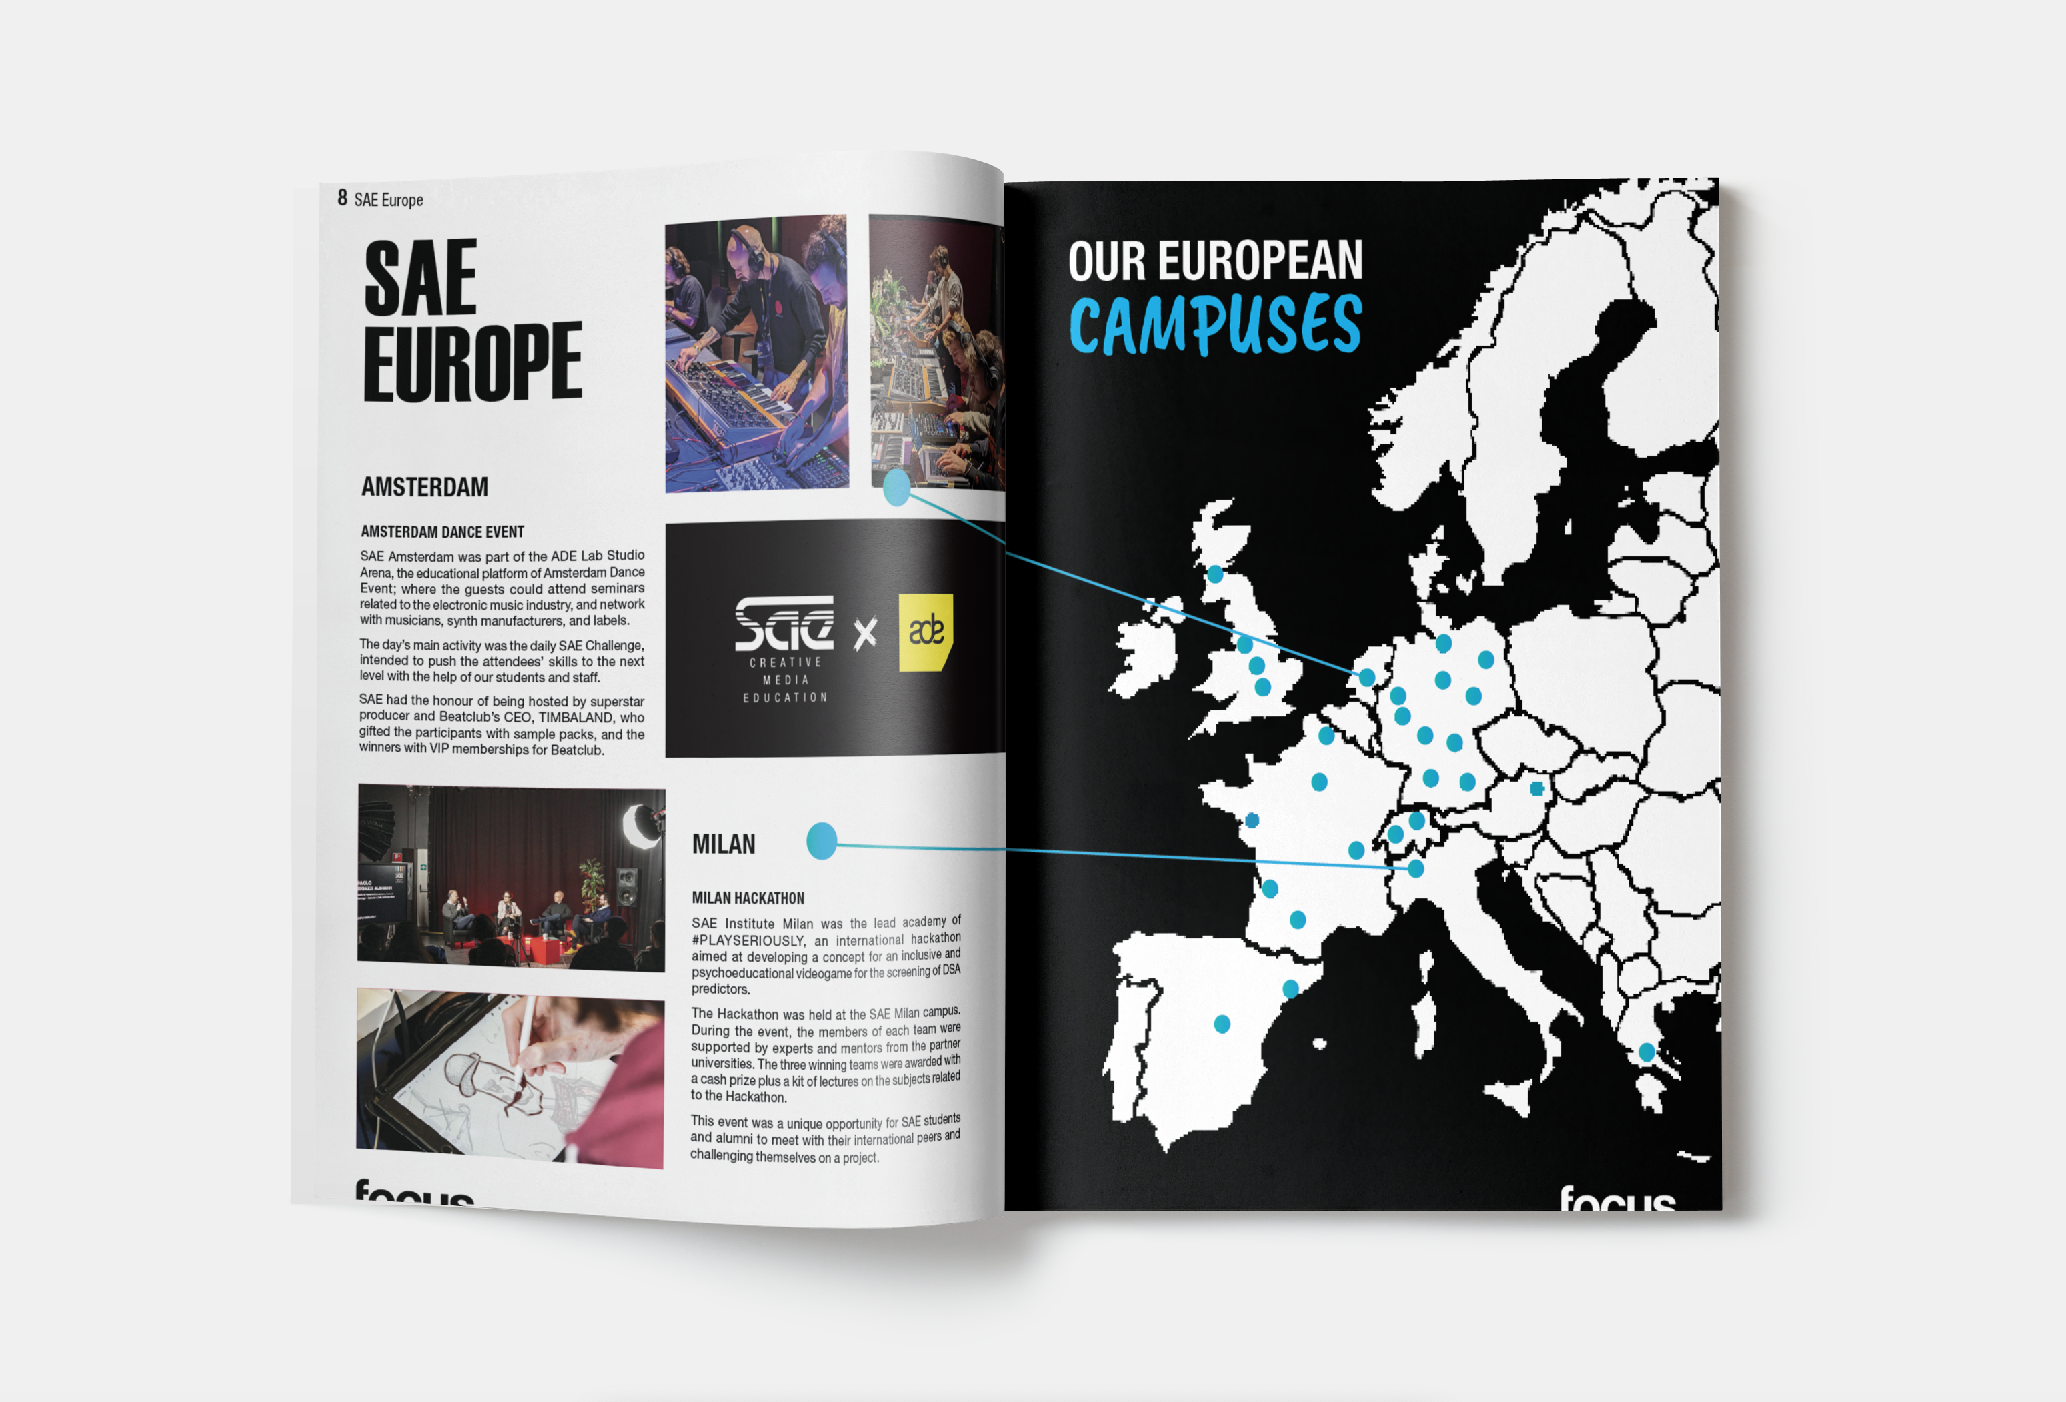 8 SAE Europe
SAE
EUROPE
AMSTERDAM
AMSTERDAM DANCE EVENT
SAE Amsterdam was part of the ADE Lab Studio
Arena, the educational platform of Amsterdam Dance
Event; where the guests could attend seminars
related to the electronic music industry, and network
with musicians, synth manufacturers, and labels.
The day's main activity was the daily SAE Challenge,
intended to push the attendees' skills to the next
level with the help of our students and staff.
SAE had the honour of being hosted by superstar
producer and Beatclub's CEO, TIMBALAND, who
gifted the participants with sample packs, and the
winners with VIP memberships for Beatclub.
sae x ade
CREATIVE
MEDIA
EDUCATION
MILAN
MILAN HACKATHON
SAE Institute Milan was the lead academy of
#PLAYSERIOUSLY, an international hackathon
aimed at developing a concept for an inclusive and
psychoeducational videogame for the screening of DSA
predictors.
The Hackathon was held at the SAE Milan campus.
During the event, the members of each team were
supported by experts and mentors from the partner
universities. The three winning teams were awarded with
a cash prize plus a kit of lectures on the subjects related
to the Hackathon.
This event was a unique opportunity for SAE students
and alumni to meet with their international peers and
challenging themselves on a project.
focus
OUR EUROPEAN
CAMPUSES
focus